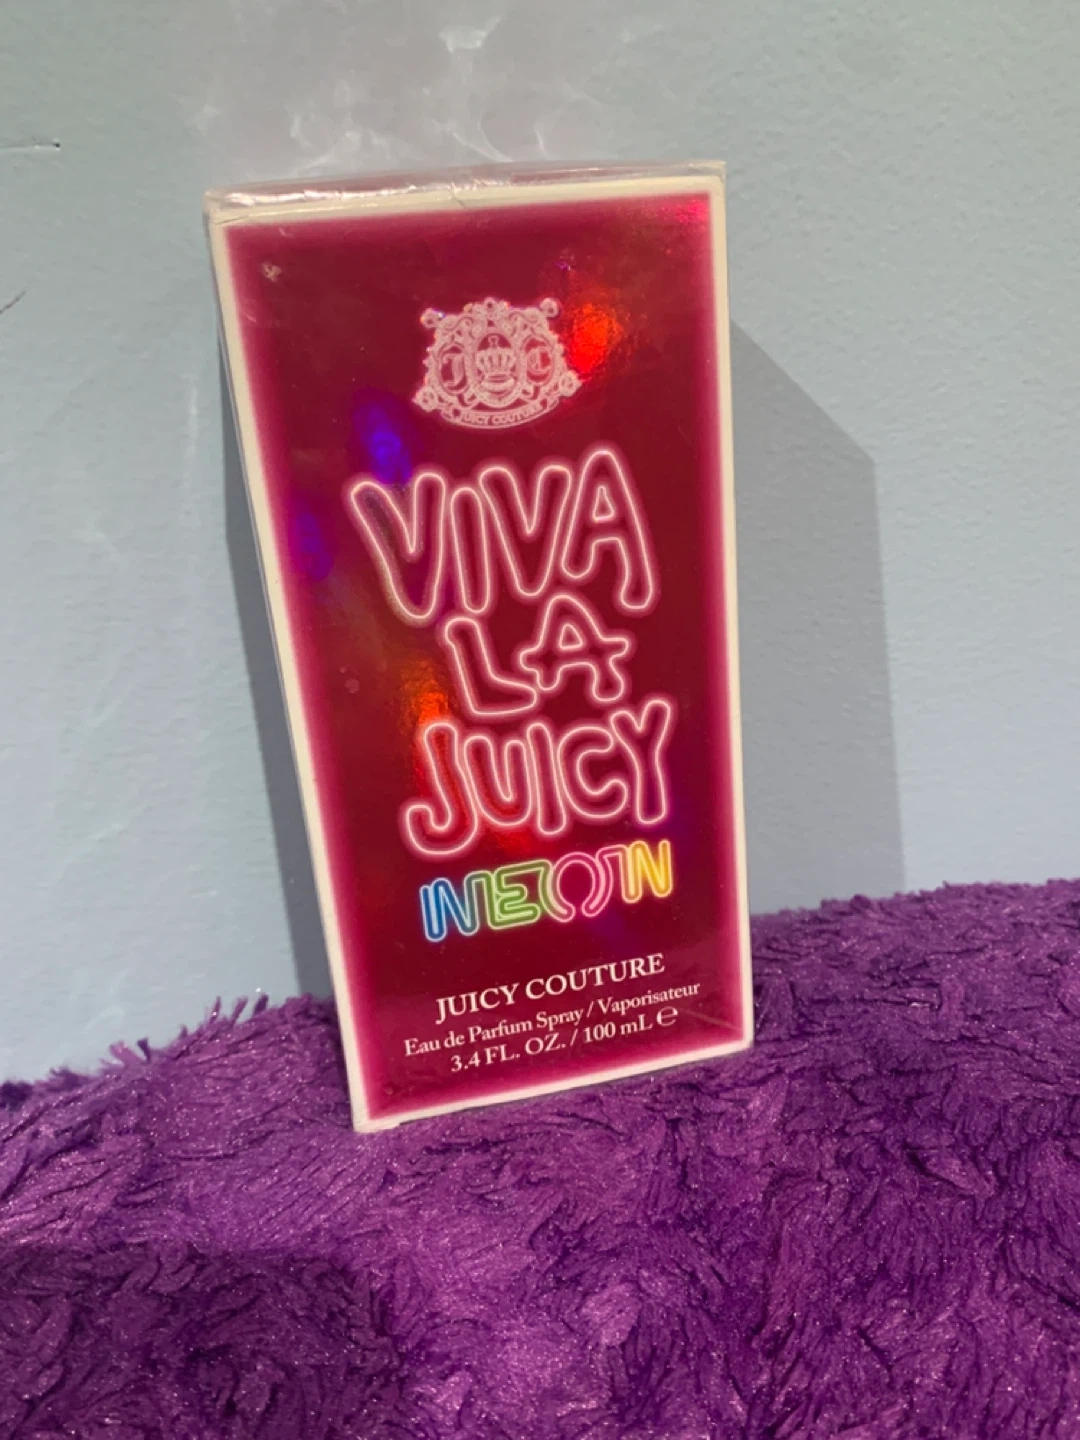 J C
JUICY COUTURE
VIVA
LA
JUICY
NEON
JUICY COUTURE
Eau de Parfum Spray / Vaporisateur
3.4 FL. OZ. / 100 mL ℮